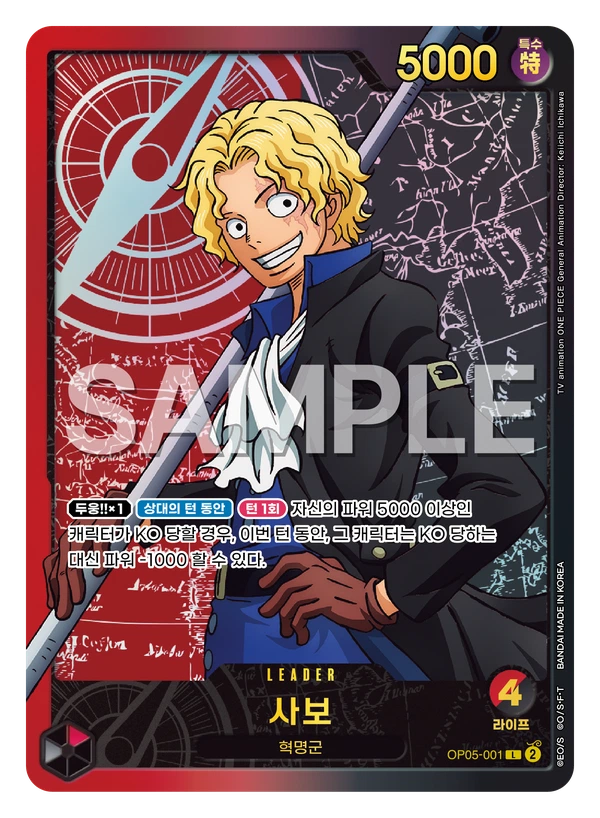 5000
특수
特
TV animation ONE PIECE General Animation Director: Keiichi Ichikawa
SAMPLE
두웅!!×1 상대의 턴 동안 턴 1회 자신의 파워 5000 이상인
캐릭터가 KO 당할 경우, 이번 턴 동안, 그 캐릭터는 KO 당하는
대신 파워 -1000 할 수 있다.
BANDAI MADE IN KOREA
©EO/S ©O/S·F·T
LEADER
사보
4
라이프
혁명군
OP05-001 L 2